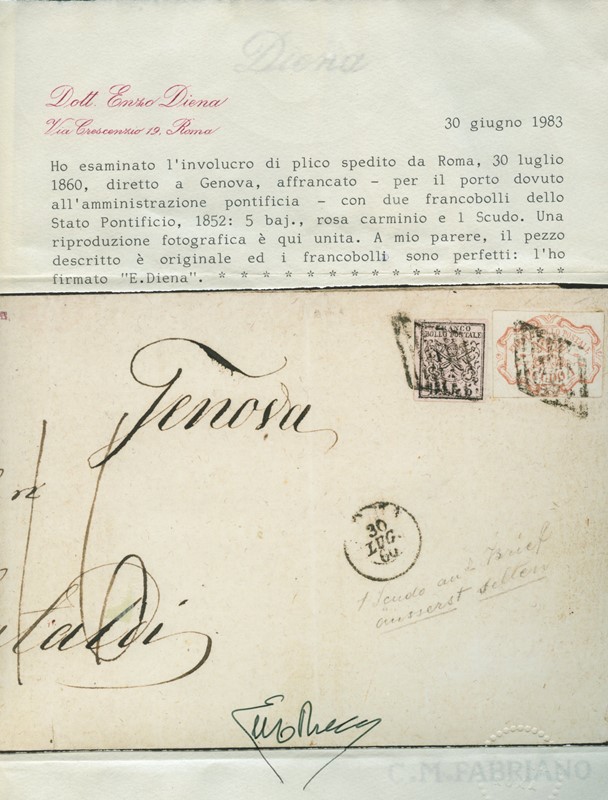 Diena
Dott. Enzo Diena
Via Crescenzio 19, Roma
30 giugno 1983
Ho esaminato l'involucro di plico spedito da Roma, 30 luglio
1860, diretto a Genova, affrancato - per il porto dovuto
all'amministrazione pontificia - con due francobolli dello
Stato Pontificio, 1852: 5 baj., rosa carminio e 1 Scudo. Una
riproduzione fotografica è qui unita. A mio parere, il pezzo
descritto è originale ed i francobolli sono perfetti: l'ho
firmato "E.Diena". * * * * * * * * * * * * * * * * * *
FRANCO
BOLLO POSTALE
Genova
30
LUG.
60
1 Scudo auf Brief
äusserst selten
C.M.FABRIANO